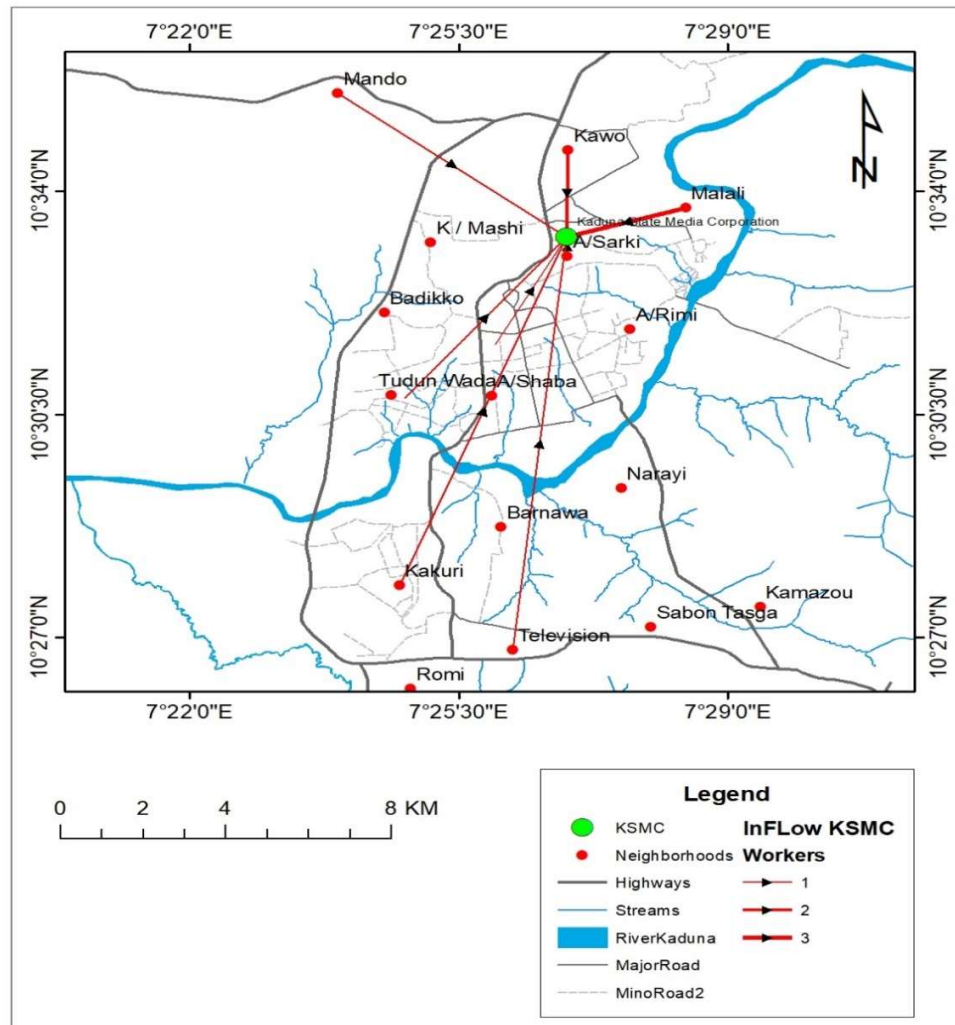 7°22'0"E 7°25'30"E 7°29'0"E
Mando
Kawo
10°34'0"N 10°34'0"N
Malali
Kaduna State Media Corporation
K / Mashi
A/Sarki
Badikko
A/Rimi
Tudun Wada A/Shaba
10°30'30"N 10°30'30"N
Narayi
Barnawa
Kakuri
Kamazou
Sabon Tasga
10°27'0"N 10°27'0"N
Television
Romi
7°22'0"E 7°25'30"E 7°29'0"E
N
0 2 4 8 KM
Legend
KSMC
InFLow KSMC
Neighborhoods
Workers
Highways
1
Streams
2
RiverKaduna
3
MajorRoad
MinoRoad2